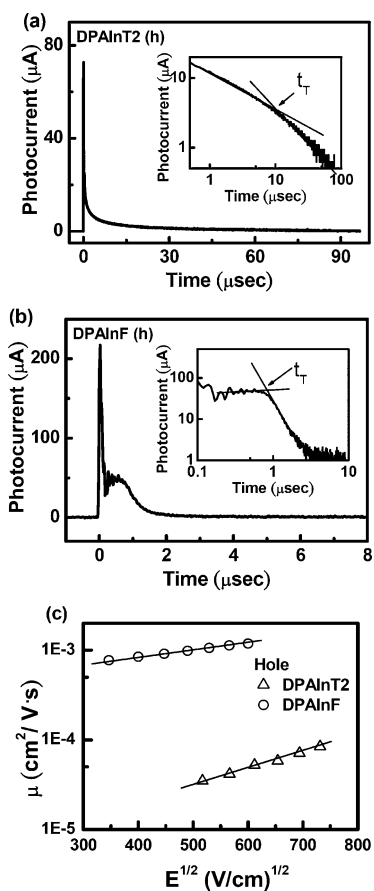 (a)
DPAInT2 (h)
Photocurrent (μA)
80
40
0
0 30 60 90
Time (μsec)
10
1
1 10 100
Time (μsec)
Photocurrent (μA)
t_T
(b)
DPAInF (h)
Photocurrent (μA)
200
100
0
0 2 4 6 8
Time (μsec)
Photocurrent (μA)
100
10
1
0.1 1 10
Time (μsec)
t_T
(c)
μ (cm²/ V·s)
1E-3
1E-4
1E-5
Hole
DPAInT2
DPAInF
300 400 500 600 700 800
E^1/2 (V/cm)^1/2